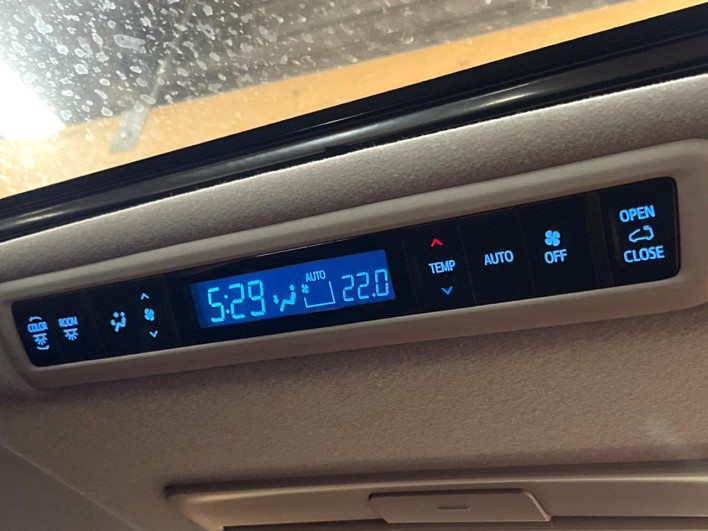 COLOR
ROOM
5:29
AUTO
22.0
TEMP
AUTO
OFF
OPEN
CLOSE